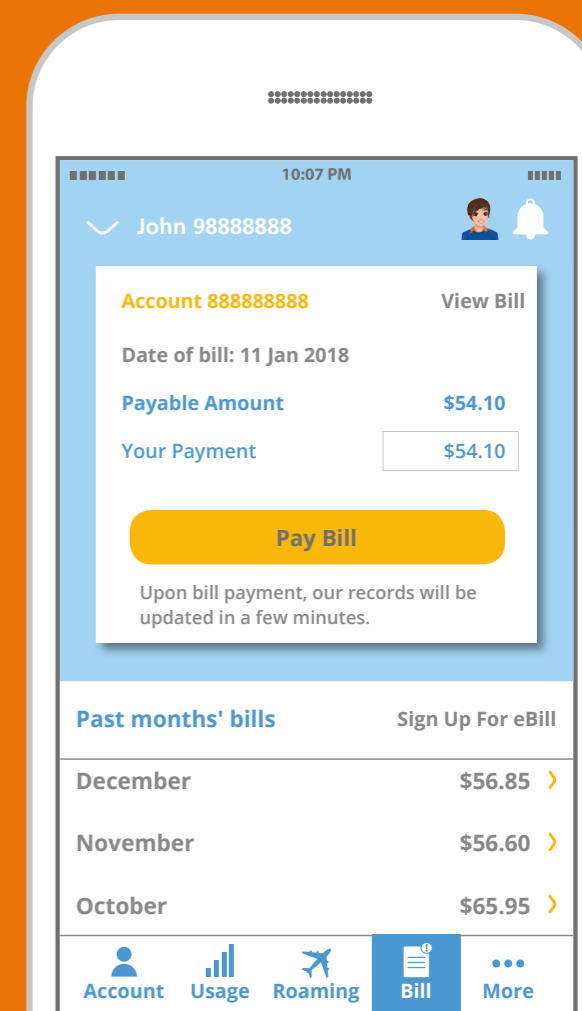 10:07 PM
John 98888888
Account 888888888 View Bill
Date of bill: 11 Jan 2018
Payable Amount $54.10
Your Payment $54.10
Pay Bill
Upon bill payment, our records will be
updated in a few minutes.
Past months' bills Sign Up For eBill
December $56.85
November $56.60
October $65.95
Account Usage Roaming Bill More